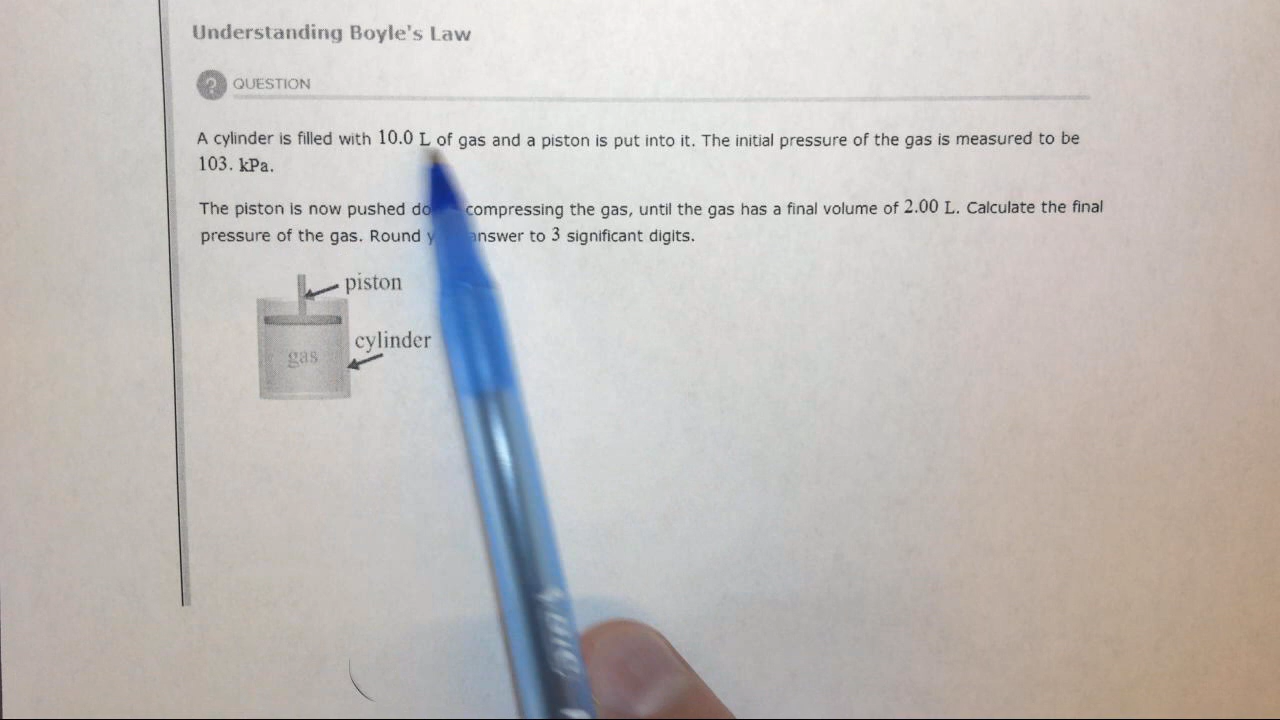 Understanding Boyle's Law
? QUESTION
A cylinder is filled with 10.0 L of gas and a piston is put into it. The initial pressure of the gas is measured to be
103. kPa.
The piston is now pushed compressing the gas, until the gas has a final volume of 2.00 L. Calculate the final
pressure of the gas. Round answer to 3 significant digits.
piston
cylinder
gas
BIC